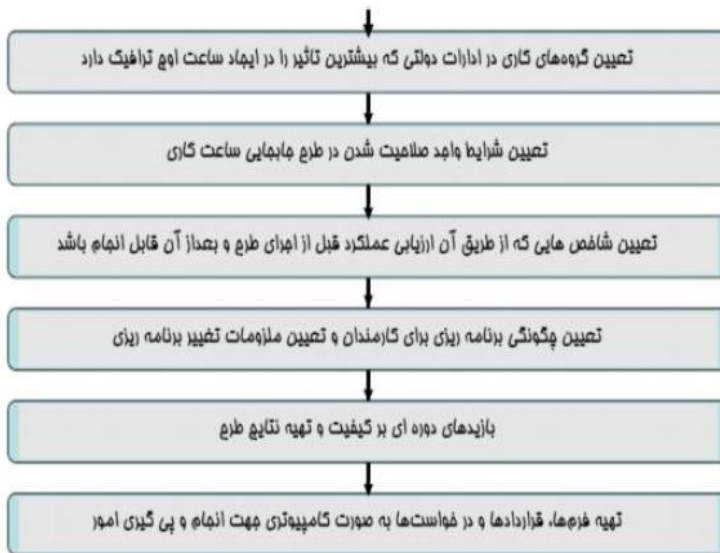 تعیین گروه‌های کاری در ادارات دولتی که بیشترین تاثیر را در ایجاد ساعت اوج ترافیک دارد
تعیین شرایط واجد صلاحیت شدن در طرح جابجایی ساعت کاری
تعیین شاخص هایی که از طریق آن ارزیابی عملکرد قبل از اجرای طرح و بعداز آن قابل انجام باشد
تعیین چگونگی برنامه ریزی برای کارمندان و تعیین ملزومات تغییر برنامه ریزی
بازیدهای دوره ای بر کیفیت و تهیه نتایج طرح
تهیه فرم‌ها، قراردادها و در خواست‌ها به صورت کامپیوتری جهت انجام و پی گیری امور